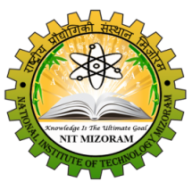 राष्ट्रीय प्रौद्योगिकी संस्थान मिज़ोरम
Knowledge Is The Ultimate Goal
NIT MIZORAM
NATIONAL INSTITUTE OF TECHNOLOGY MIZORAM